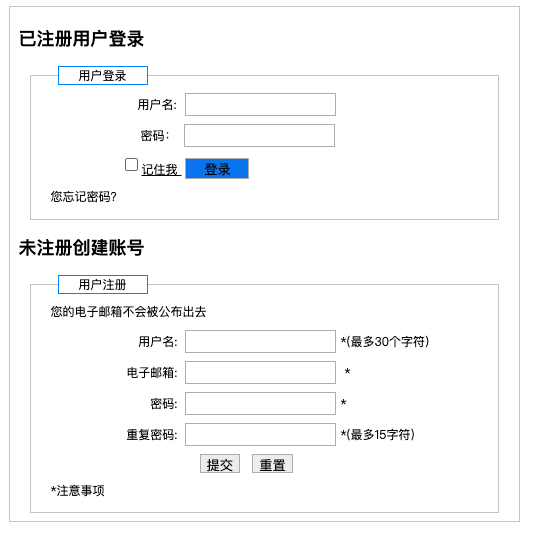 已注册用户登录
用户登录
用户名:
密码：
记住我 登录
您忘记密码?
未注册创建账号
用户注册
您的电子邮箱不会被公布出去
用户名: *(最多30个字符)
电子邮箱: *
密码: *
重复密码: *(最多15字符)
提交 重置
*注意事项